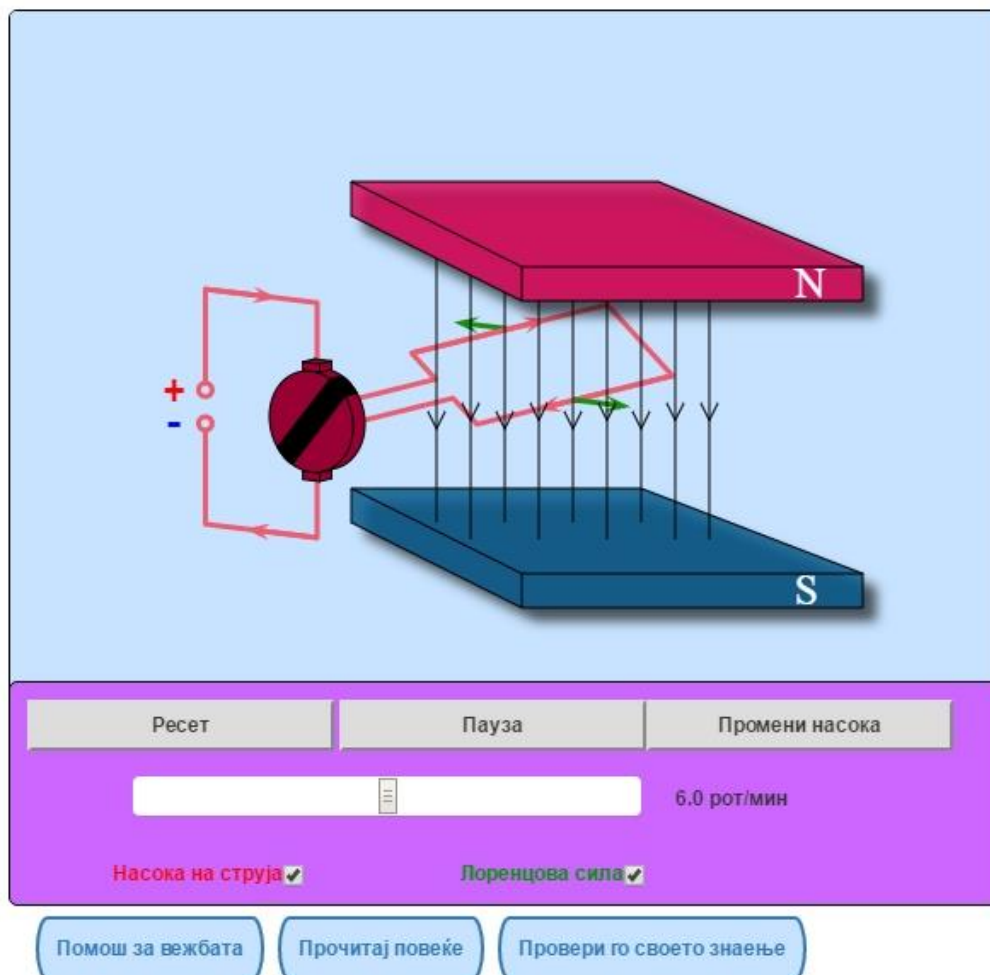 N
+
-
S
Ресет Пауза Промени насока
6.0 рот/мин
Насока на струја Лоренцова сила
Помош за вежбата Прочитај повеќе Провери го своето знаење